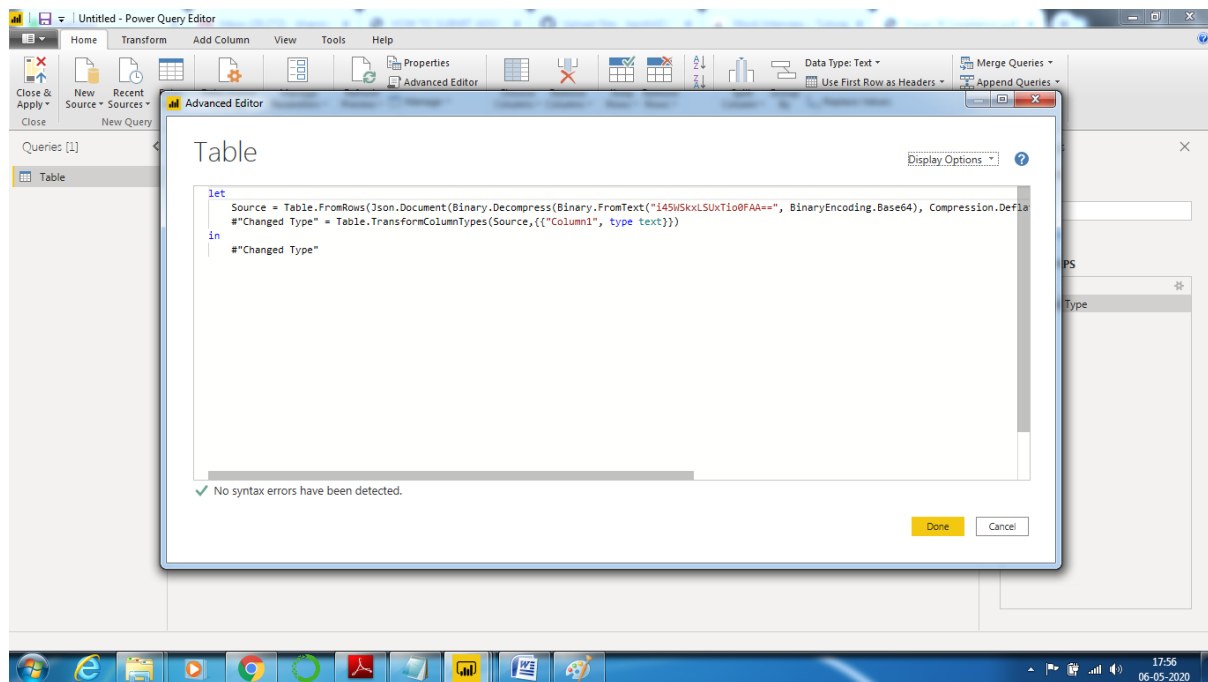 Untitled - Power Query Editor
Home Transform Add Column View Tools Help
Close & Apply
New Source
Recent Sources
Properties
Advanced Editor
Data Type: Text
Use First Row as Headers
Merge Queries
Append Queries
Close
New Query
Queries [1]
Table
Advanced Editor
Table
Display Options
let
Source = Table.FromRows(Json.Document(Binary.Decompress(Binary.FromText("i45WSkxLSUxTio0FAA==", BinaryEncoding.Base64), Compression.Defla
#"Changed Type" = Table.TransformColumnTypes(Source,{{"Column1", type text}})
in
#"Changed Type"
No syntax errors have been detected.
Done Cancel
PS
Type
17:56
06-05-2020